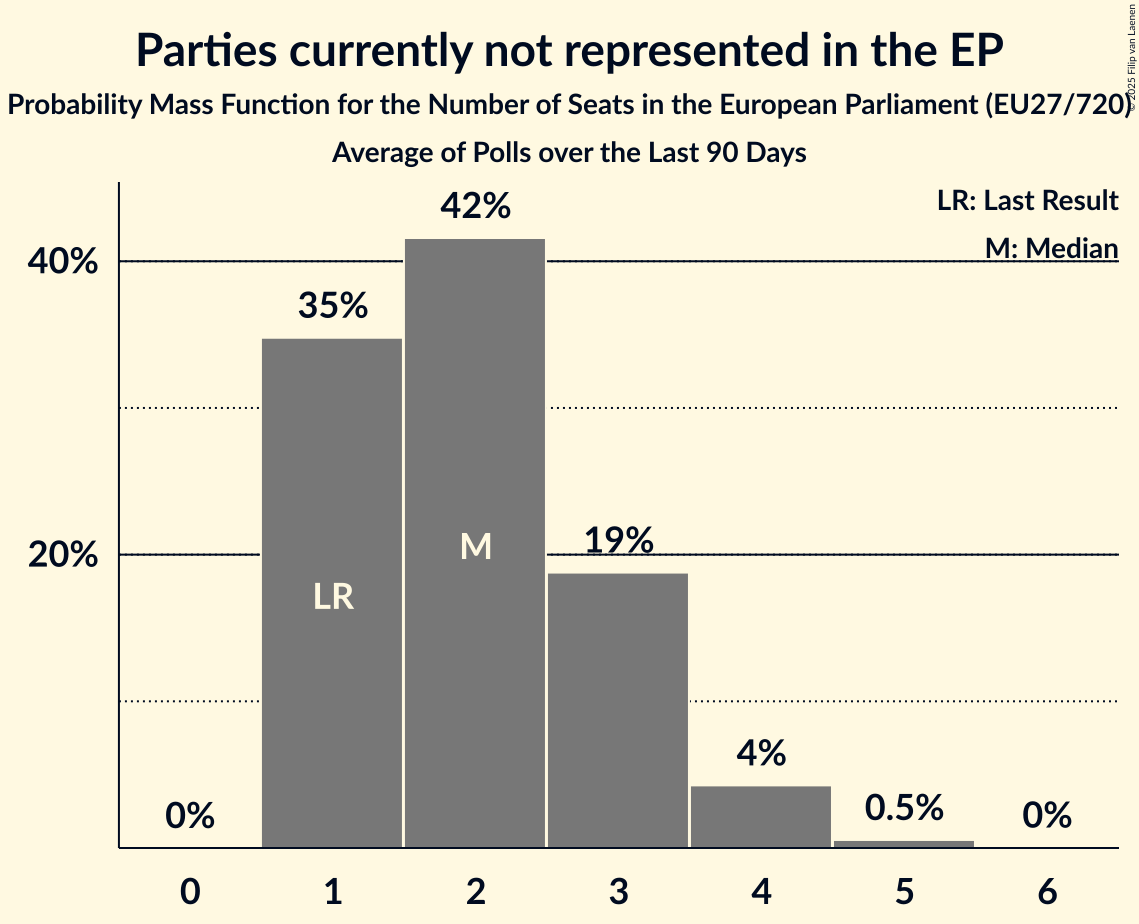 Parties currently not represented in the EP
Probability Mass Function for the Number of Seats in the European Parliament (EU27/720)
Average of Polls over the Last 90 Days
© 2025 Filip van Laenen
LR: Last Result
M: Median
42%
40%
35%
19%
20%
M
LR
4%
0.5%
0%
0%
0 1 2 3 4 5 6